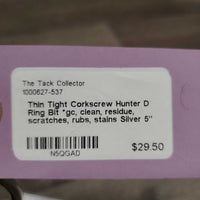 The Tack Collector
1000627-537
Thin Tight Corkscrew Hunter D
Ring Bit *gc, clean, residue,
scratches, rubs, stains Silver 5"
N5QGAD
$29.50